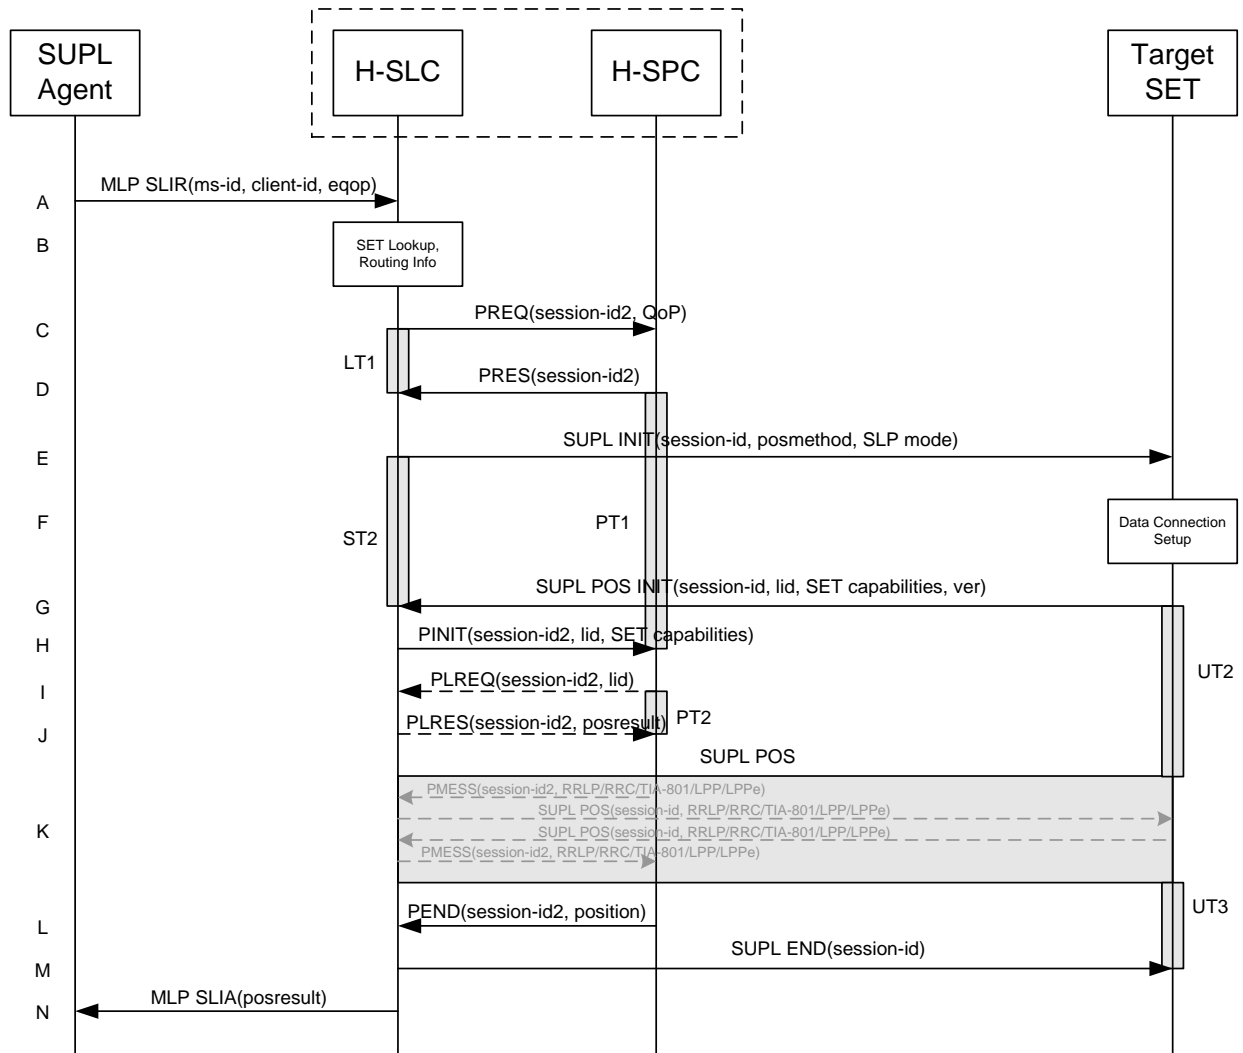 SUPL
Agent
H-SLC
H-SPC
Target
SET
MLP SLIR(ms-id, client-id, eqop)
A
B
SET Lookup,
Routing Info
PREQ(session-id2, QoP)
C
LT1
PRES(session-id2)
D
SUPL INIT(session-id, posmethod, SLP mode)
E
F
ST2
PT1
Data Connection
Setup
SUPL POS INIT(session-id, lid, SET capabilities, ver)
G
PINIT(session-id2, lid, SET capabilities)
H
UT2
PLREQ(session-id2, lid)
I
PLRES(session-id2, posresult)
PT2
J
SUPL POS
PMESS(session-id2, RRLP/RRC/TIA-801/LPP/LPPe)
SUPL POS(session-id, RRLP/RRC/TIA-801/LPP/LPPe)
K
SUPL POS(session-id, RRLP/RRC/TIA-801/LPP/LPPe)
PMESS(session-id2, RRLP/RRC/TIA-801/LPP/LPPe)
UT3
PEND(session-id2, position)
L
SUPL END(session-id)
M
MLP SLIA(posresult)
N